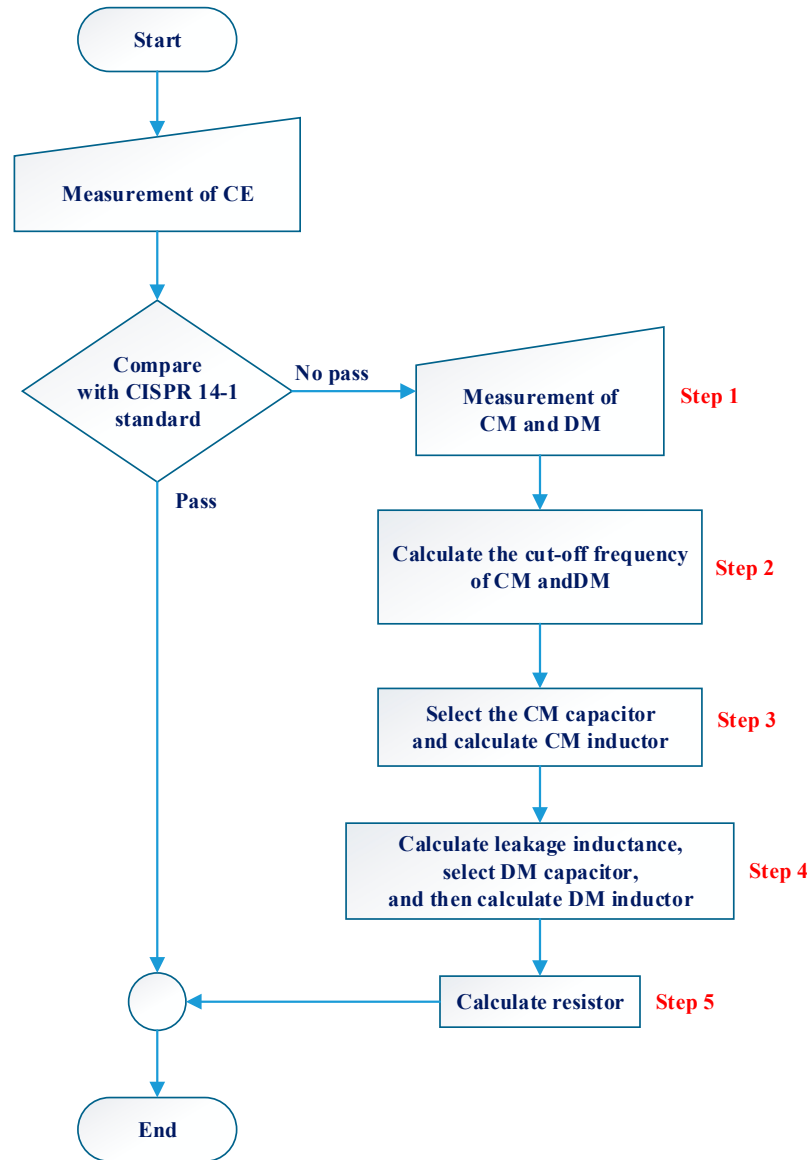 Start
Measurement of CE
Compare
with CISPR 14-1
standard
No pass
Pass
Measurement of
CM and DM
Step 1
Calculate the cut-off frequency
of CM andDM
Step 2
Select the CM capacitor
and calculate CM inductor
Step 3
Calculate leakage inductance,
select DM capacitor,
and then calculate DM inductor
Step 4
Calculate resistor
Step 5
End